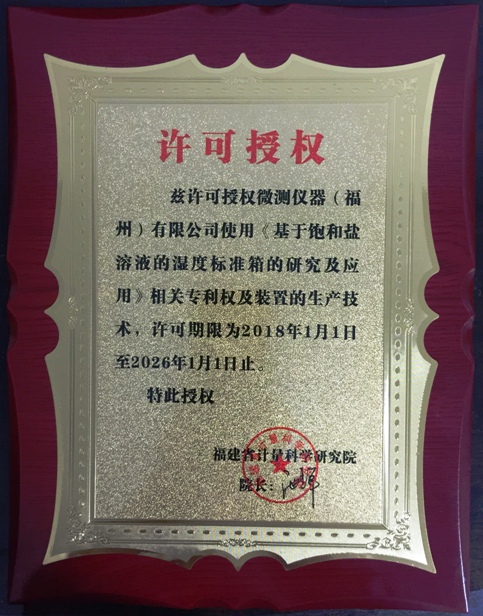 许可授权
兹许可授权微测仪器（福
州）有限公司使用《基于饱和盐
溶液的湿度标准箱的研究及应
用》相关专利权及装置的生产技
术，许可期限为2018年1月1日
至2026年1月1日止。
特此授权
福建省计量科学研究院
院长：